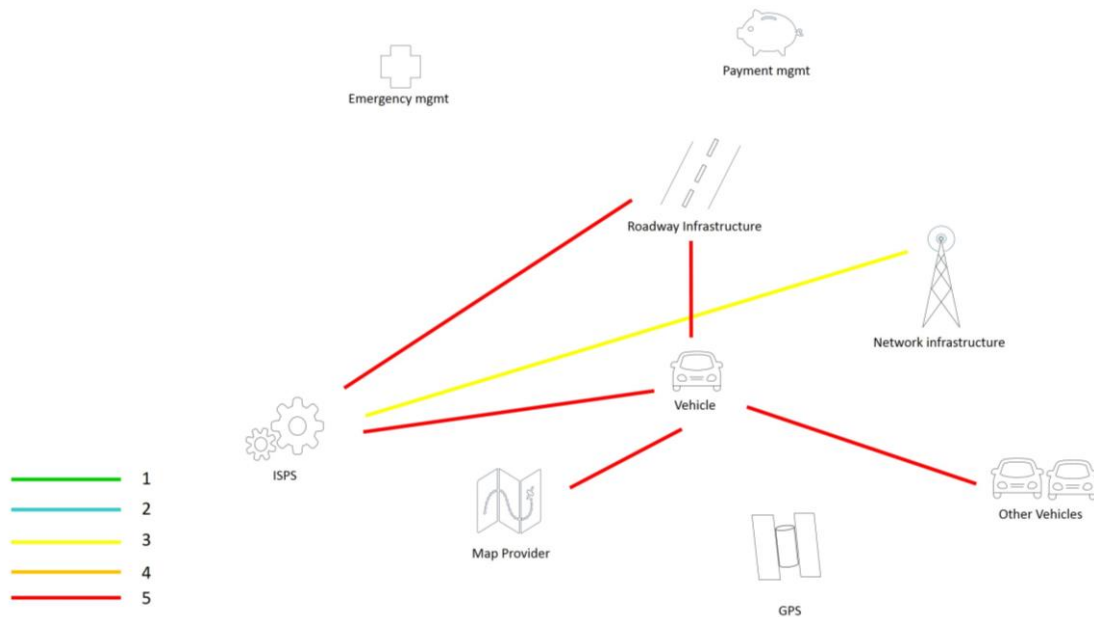 Payment mgmt
Emergency mgmt
Roadway Infrastructure
Network infrastructure
Vehicle
ISPS
Other Vehicles
Map Provider
GPS
1
2
3
4
5